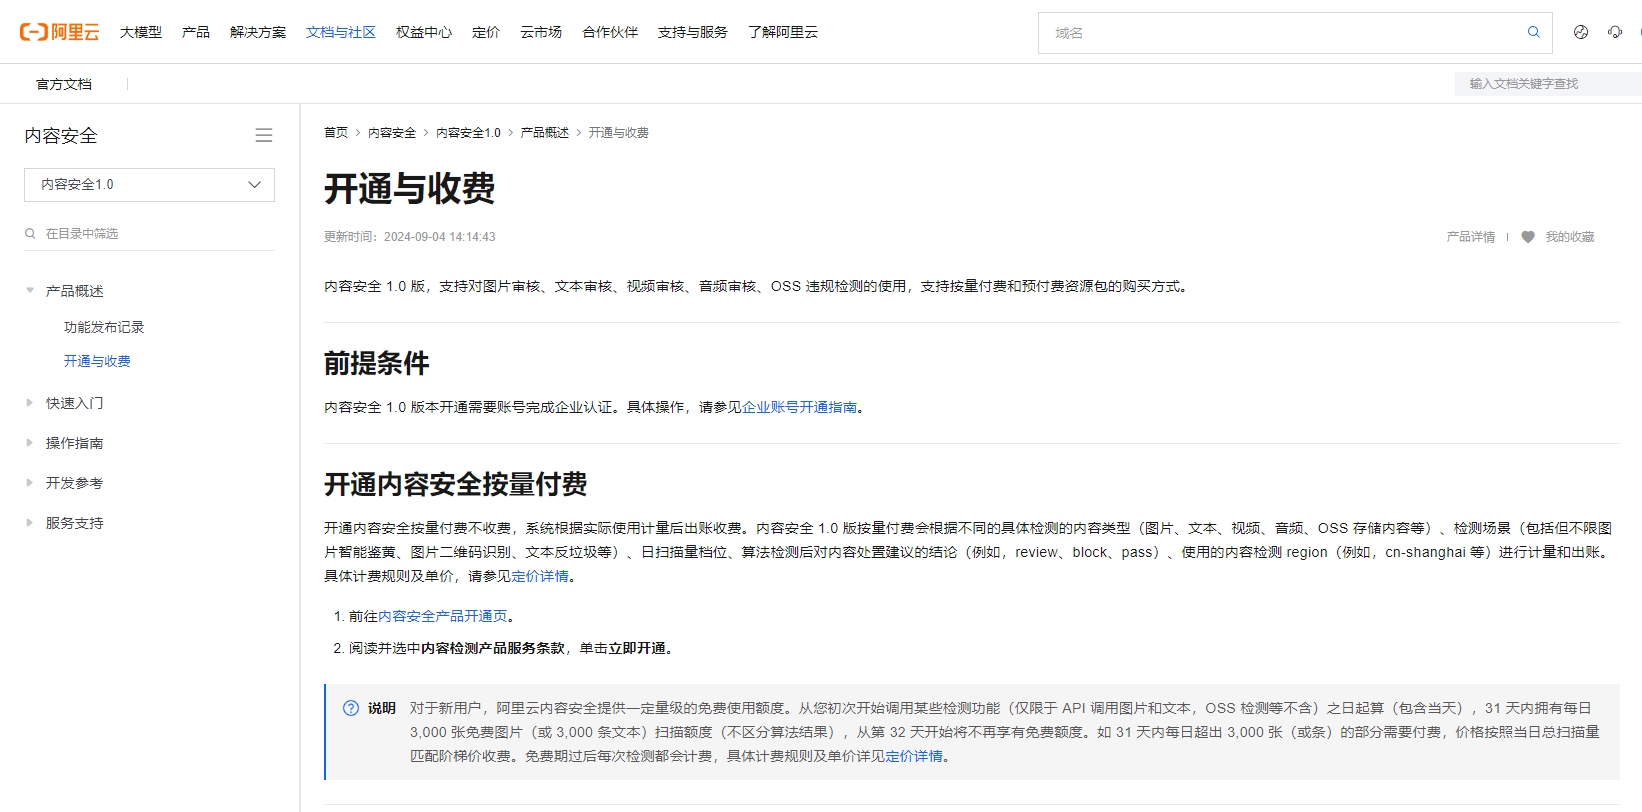 阿里云 大模型 产品 解决方案 文档与社区 权益中心 定价 云市场 合作伙伴 支持与服务 了解阿里云 域名
官方文档 输入文档关键字查找
内容安全
内容安全1.0
在目录中筛选
产品概述
功能发布记录
开通与收费
快速入门
操作指南
开发参考
服务支持
首页 > 内容安全 > 内容安全1.0 > 产品概述 > 开通与收费
开通与收费
更新时间：2024-09-04 14:14:43 产品详情 我的收藏
内容安全 1.0 版，支持对图片审核、文本审核、视频审核、音频审核、OSS 违规检测的使用，支持按量付费和预付费资源包的购买方式。
前提条件
内容安全 1.0 版本开通需要账号完成企业认证。具体操作，请参见企业账号开通指南。
开通内容安全按量付费
开通内容安全按量付费不收费，系统根据实际使用计量后出账收费。内容安全 1.0 版按量付费会根据不同的具体检测的内容类型（图片、文本、视频、音频、OSS 存储内容等）、检测场景（包括但不限图
片智能鉴黄、图片二维码识别、文本反垃圾等）、日扫描量档位、算法检测后对内容处置建议的结论（例如，review、block、pass）、使用的内容检测 region（例如，cn-shanghai 等）进行计量和出账。
具体计费规则及单价，请参见定价详情。
1. 前往内容安全产品开通页。
2. 阅读并选中内容检测产品服务条款，单击立即开通。
说明 对于新用户，阿里云内容安全提供一定量级的免费使用额度。从您初次开始调用某些检测功能（仅限于 API 调用图片和文本，OSS 检测等不含）之日起算（包含当天），31 天内拥有每日
3,000 张免费图片（或 3,000 条文本）扫描额度（不区分算法结果），从第 32 天开始将不再享有免费额度。如 31 天内每日超出 3,000 张（或条）的部分需要付费，价格按照当日总扫描量
匹配阶梯价收费。免费期过后每次检测都会计费，具体计费规则及单价详见定价详情。